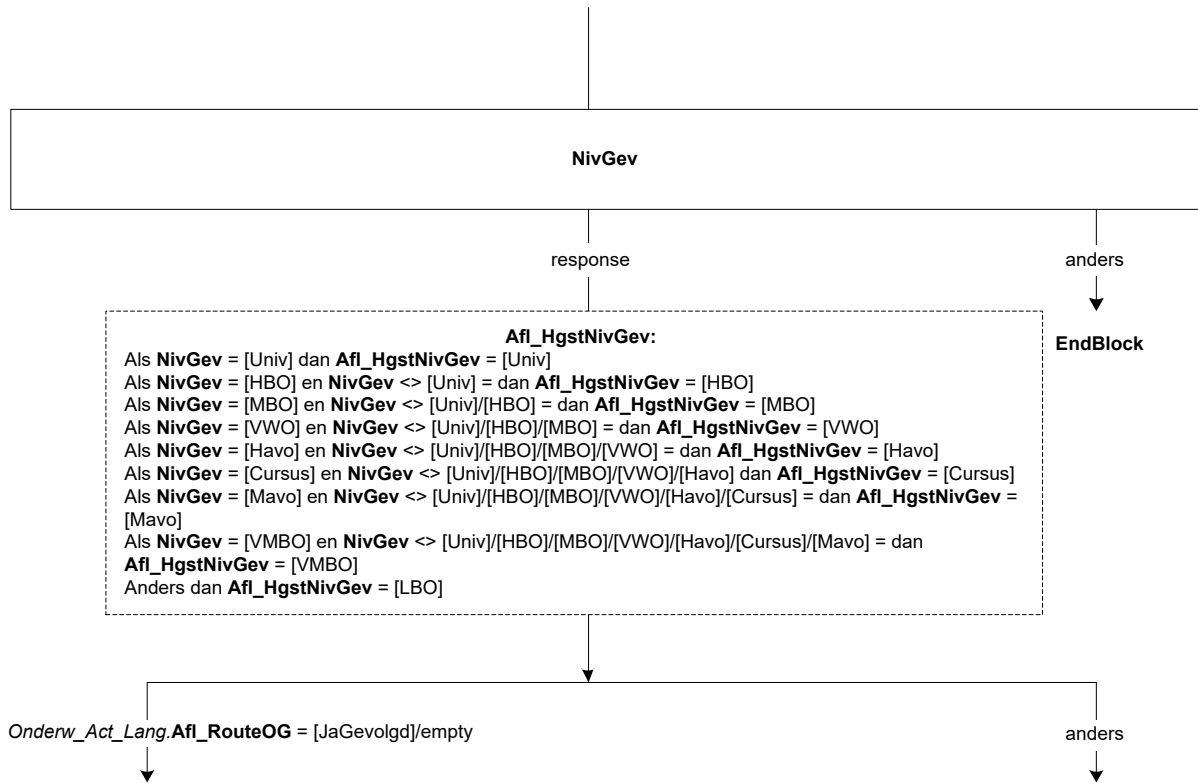 NivGev
response
anders
EndBlock
Afl_HgstNivGev:
Als NivGev = [Univ] dan Afl_HgstNivGev = [Univ]
Als NivGev = [HBO] en NivGev <> [Univ] = dan Afl_HgstNivGev = [HBO]
Als NivGev = [MBO] en NivGev <> [Univ]/[HBO] = dan Afl_HgstNivGev = [MBO]
Als NivGev = [VWO] en NivGev <> [Univ]/[HBO]/[MBO] = dan Afl_HgstNivGev = [VWO]
Als NivGev = [Havo] en NivGev <> [Univ]/[HBO]/[MBO]/[VWO] = dan Afl_HgstNivGev = [Havo]
Als NivGev = [Cursus] en NivGev <> [Univ]/[HBO]/[MBO]/[VWO]/[Havo] dan Afl_HgstNivGev = [Cursus]
Als NivGev = [Mavo] en NivGev <> [Univ]/[HBO]/[MBO]/[VWO]/[Havo]/[Cursus] = dan Afl_HgstNivGev =
[Mavo]
Als NivGev = [VMBO] en NivGev <> [Univ]/[HBO]/[MBO]/[VWO]/[Havo]/[Cursus]/[Mavo] = dan
Afl_HgstNivGev = [VMBO]
Anders dan Afl_HgstNivGev = [LBO]
Onderw_Act_Lang.Afl_RouteOG = [JaGevolgd]/empty
anders